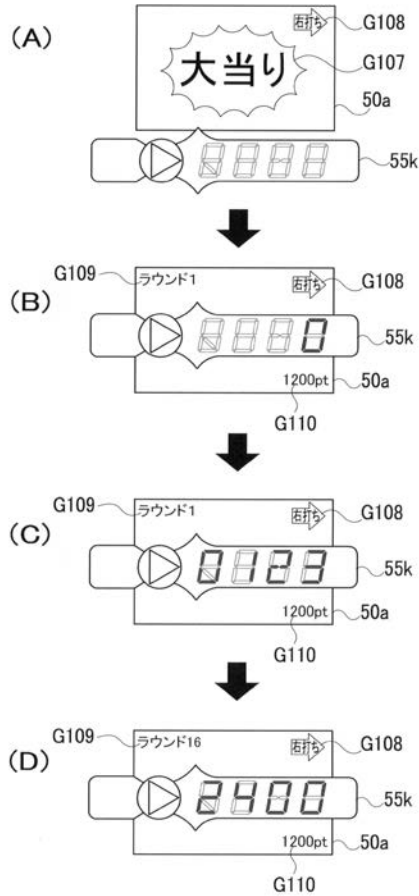 (A)
右打ち
G108
大当り
G107
50a
55k
G109
ラウンド1
右打ち
G108
(B)
0
55k
1200pt
50a
G110
G109
ラウンド1
右打ち
G108
(C)
0123
55k
1200pt
50a
G110
G109
ラウンド16
右打ち
G108
(D)
2400
55k
1200pt
50a
G110